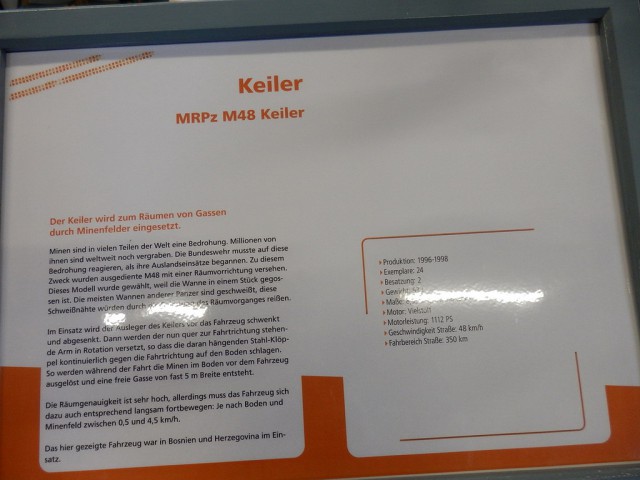 Keiler
MRPz M48 Keiler
Der Keiler wird zum Räumen von Gassen
durch Minenfelder eingesetzt.
Minen sind in vielen Teilen der Welt eine Bedrohung. Millionen von
ihnen sind weltweit noch vergraben. Die Bundeswehr musste auf diese
Bedrohung reagieren, als ihre Auslandseinsätze begannen. Zu diesem
Zweck wurden ausgediente M48 mit einer Räumvorrichtung versehen.
Dieses Modell wurde gewählt, weil die Wanne in einem Stück gegos-
sen ist. Die meisten Wannen anderer Panzer sind geschweißt, diese
Schweißnähte würden durch des Räumvorganges reißen.
Im Einsatz wird der Ausleger des Keilers vor das Fahrzeug schwenkt
und abgesenkt. Dann werden der nun quer zur Fahrtrichtung stehen-
de Arm in Rotation versetzt, so dass die daran hängenden Stahl-Klöp-
pel kontinuierlich gegen die Fahrtrichtung auf den Boden schlagen.
So werden während der Fahrt die Minen im Boden vor dem Fahrzeug
ausgelöst und eine freie Gasse von fast 5 m Breite entsteht.
Die Räumgenauigkeit ist sehr hoch, allerdings muss das Fahrzeug sich
dazu auch entsprechend langsam fortbewegen: Je nach Boden und
Minenfeld zwischen 0,5 und 4,5 km/h.
Das hier gezeigte Fahrzeug war in Bosnien und Herzegovina im Ein-
satz.
Produktion: 1996-1998
Exemplare: 24
Besatzung: 2
Gewicht:
Maße:
Motor: Vielstoff
Motorleistung: 1112 PS
Geschwindigkeit Straße: 48 km/h
Fahrbereich Straße: 350 km